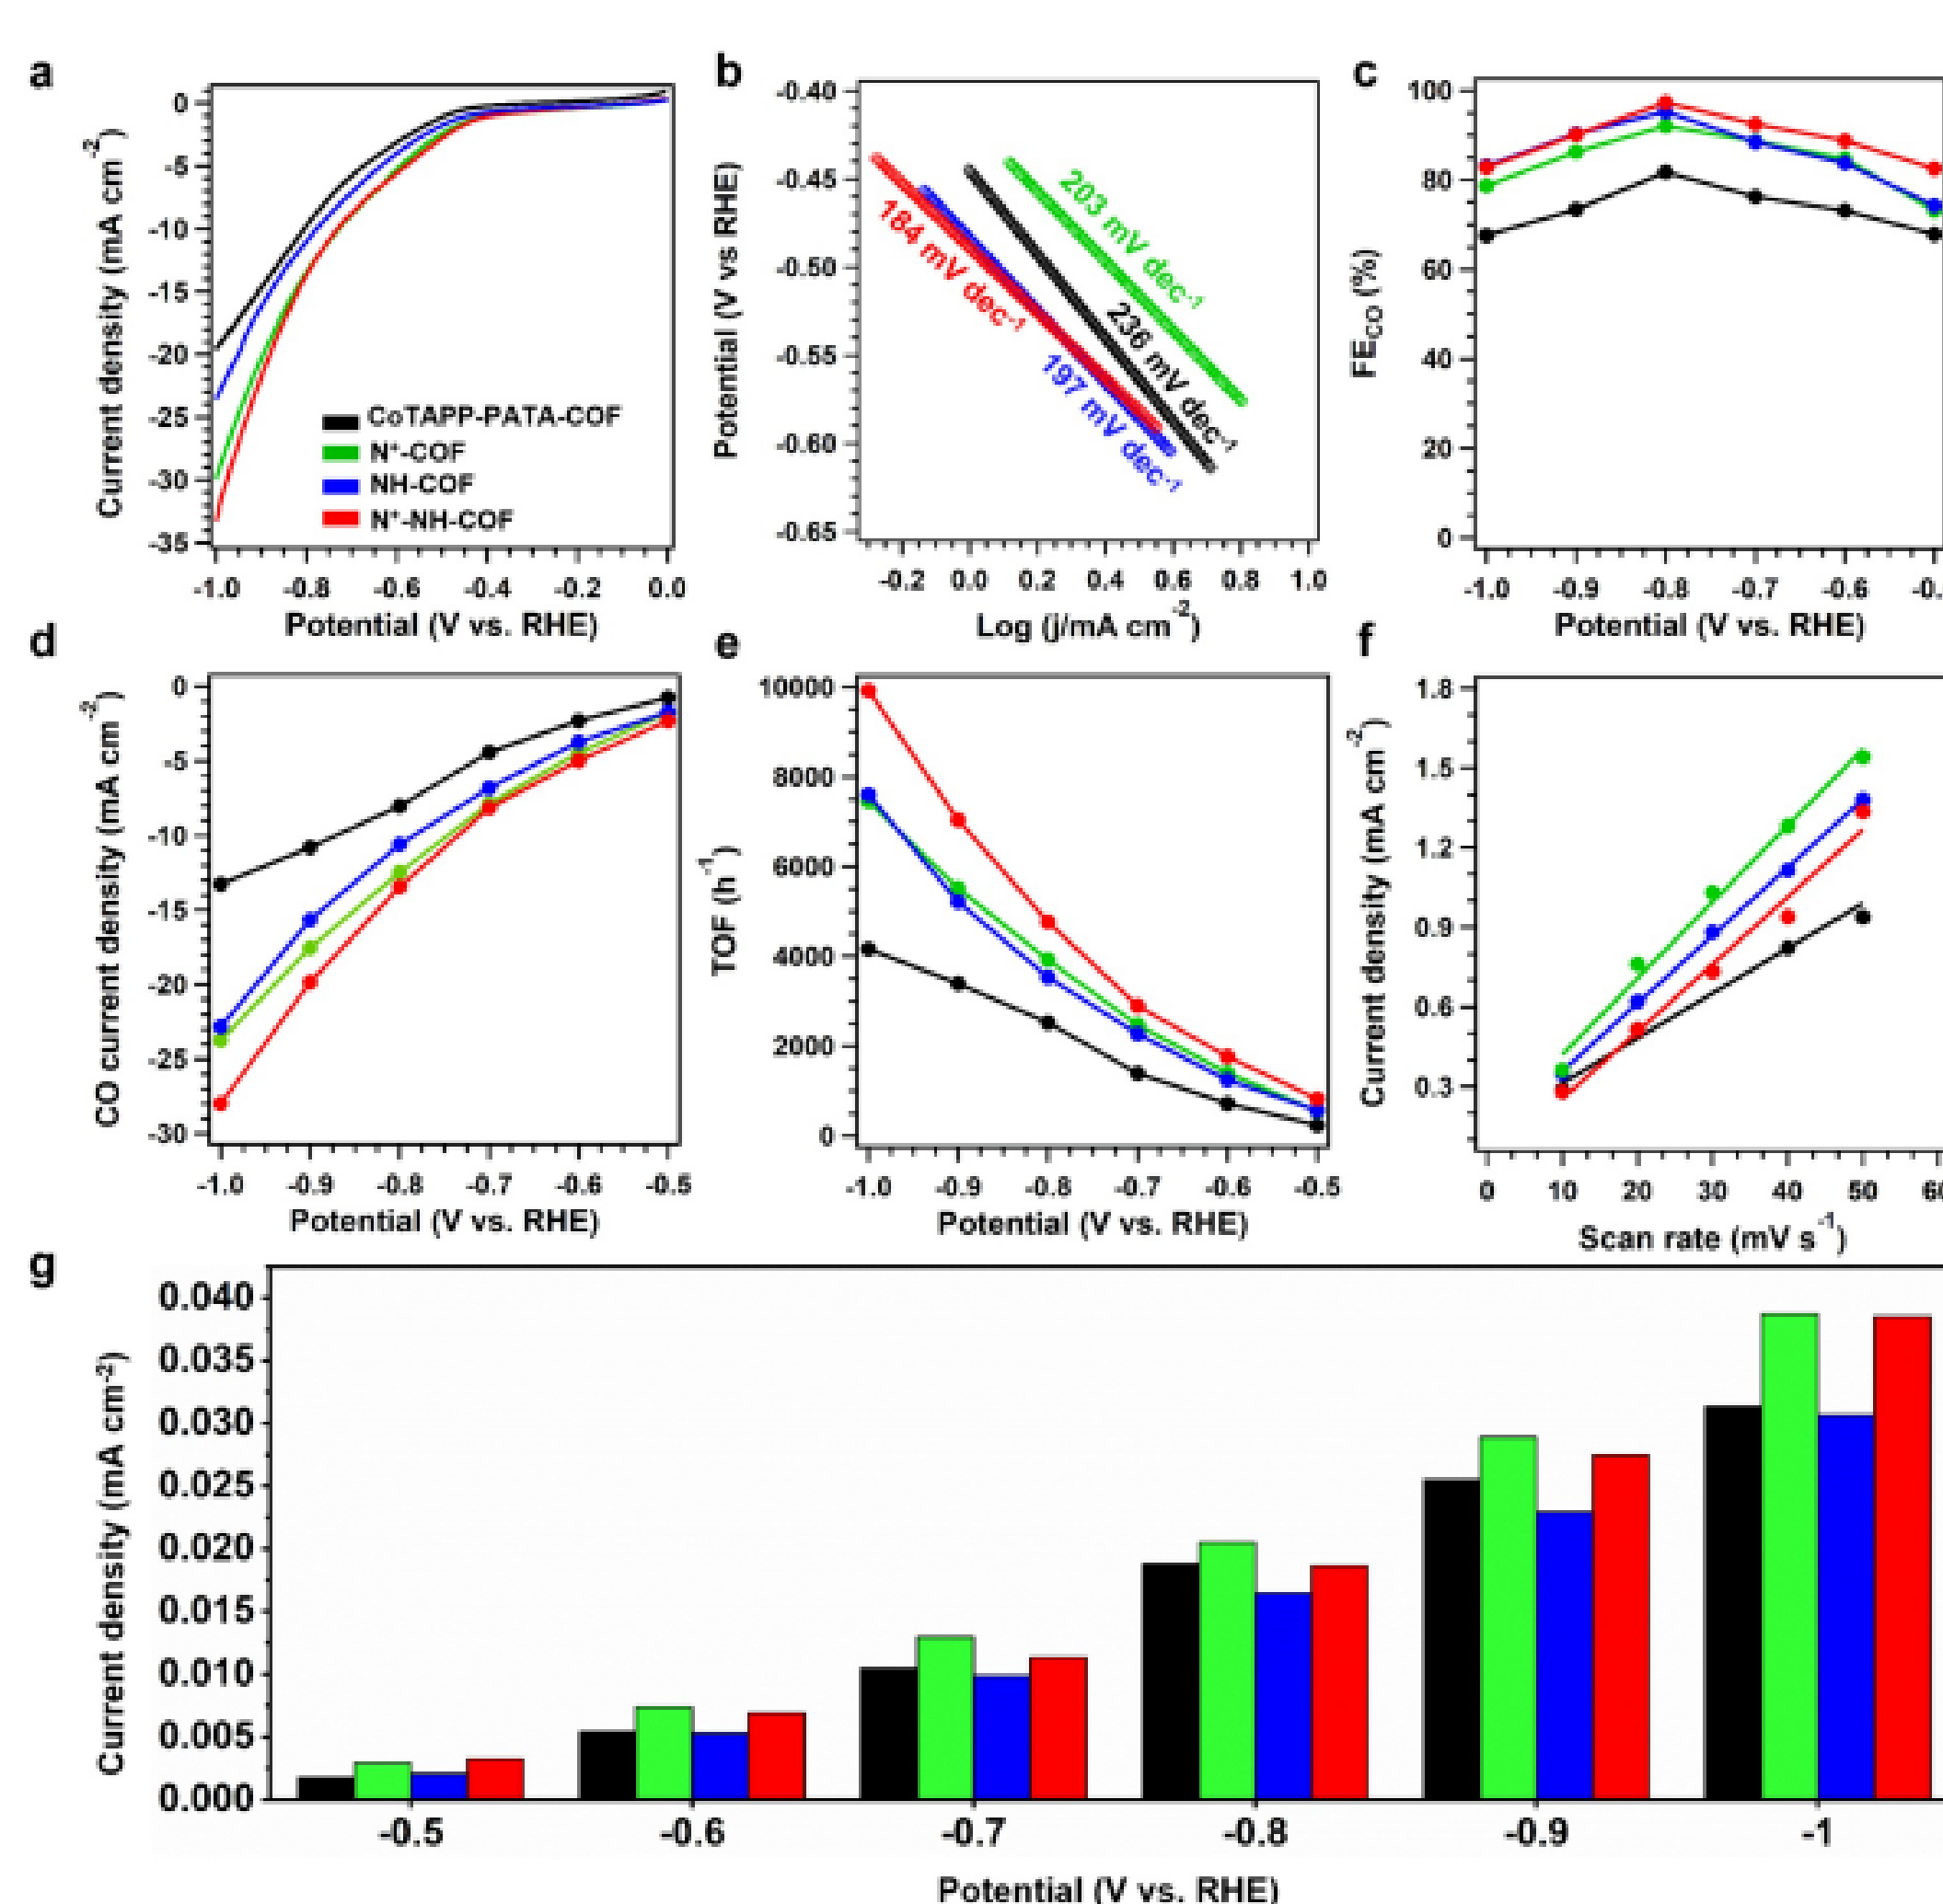 a
0
-5
-10
-15
-20
-25
-30
-35
Current density (mA cm-2)
CoTAPP-PATA-COF
N+-COF
NH-COF
N+-NH-COF
-1.0 -0.8 -0.6 -0.4 -0.2 0.0
Potential (V vs. RHE)
b
-0.40
-0.45
-0.50
-0.55
-0.60
-0.65
Potential (V vs RHE)
203 mV dec-1
184 mV dec-1
236 mV dec-1
197 mV dec-1
-0.2 0.0 0.2 0.4 0.6 0.8 1.0
Log (j/mA cm-2)
c
100
80
60
40
20
0
FECO (%)
-1.0 -0.9 -0.8 -0.7 -0.6 -0.
Potential (V vs. RHE)
d
0
-5
-10
-15
-20
-25
-30
CO current density (mA cm-2)
-1.0 -0.9 -0.8 -0.7 -0.6 -0.5
Potential (V vs. RHE)
e
10000
8000
6000
4000
2000
0
TOF (h-1)
-1.0 -0.9 -0.8 -0.7 -0.6 -0.5
Potential (V vs. RHE)
f
1.8
1.5
1.2
0.9
0.6
0.3
Current density (mA cm-2)
0 10 20 30 40 50 60
Scan rate (mV s-1)
g
0.040
0.035
0.030
0.025
0.020
0.015
0.010
0.005
0.000
Current density (mA cm-2)
-0.5 -0.6 -0.7 -0.8 -0.9 -1
Potential (V vs. RHE)